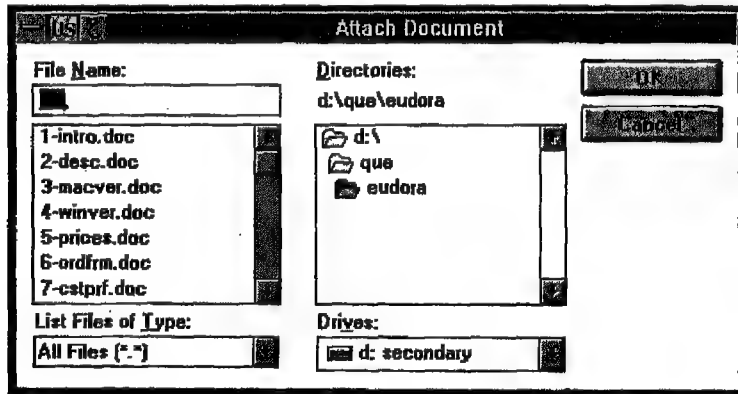 Attach Document
File Name:
1-intro.doc
2-desc.doc
3-macver.doc
4-winver.doc
5-prices.doc
6-ordfrm.doc
7-cstprf.doc
List Files of Type:
All Files (*.*)
Directories:
d:\que\eudora
d:\
que
eudora
Drives:
d: secondary
OK
Cancel